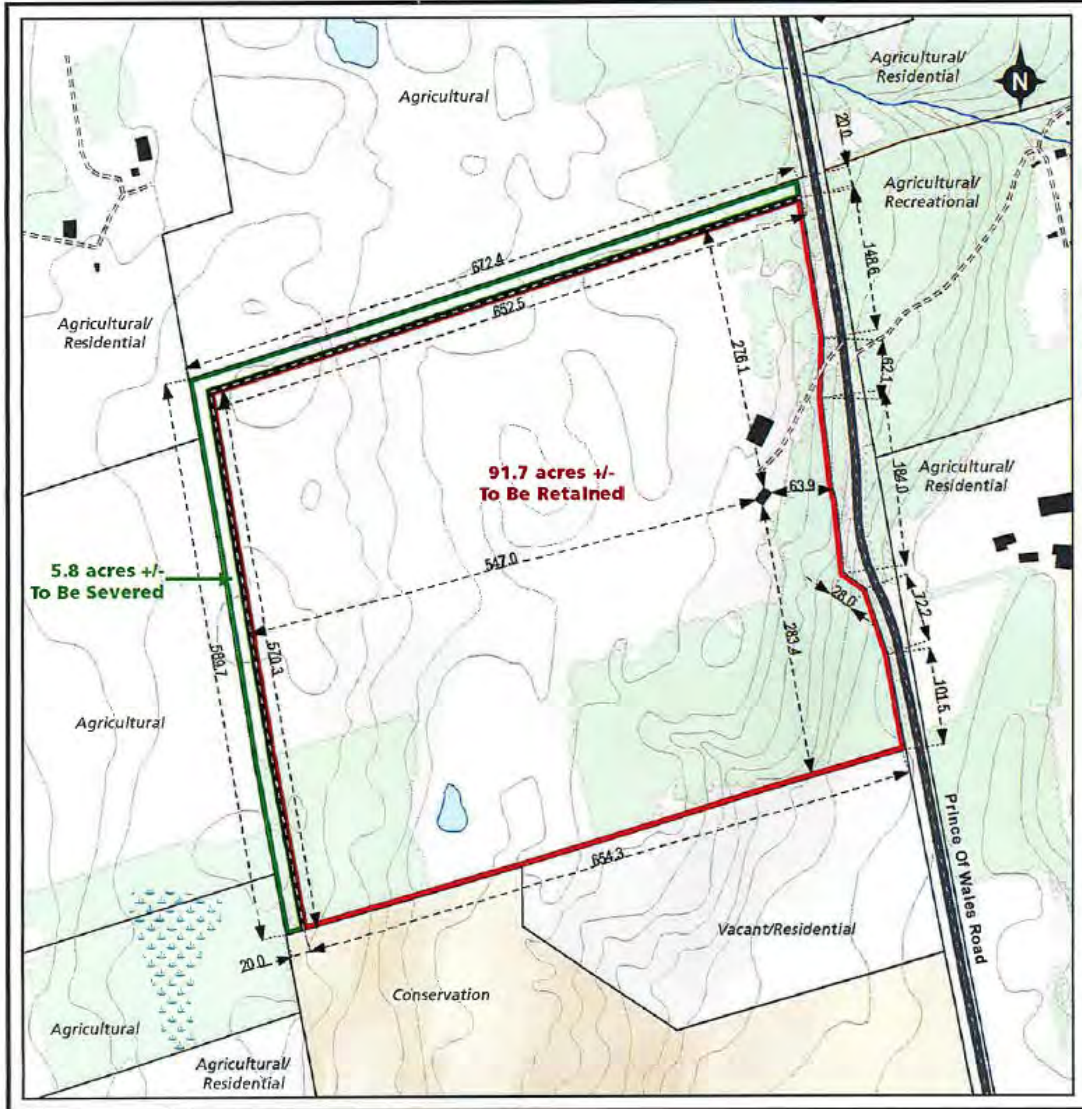 Agricultural
Agricultural/
Residential
N
20.0
Agricultural/
Recreational
148.6
672.4
652.5
Agricultural/
Residential
276.1
62.1
91.7 acres +/-
To Be Retained
63.9
184.0
Agricultural/
Residential
5.8 acres +/-
To Be Severed
547.0
28.0
72.2
589.7
570.3
283.4
101.5
Agricultural
654.3
Prince Of Wales Road
Vacant/Residential
20.0
Conservation
Agricultural
Agricultural/
Residential